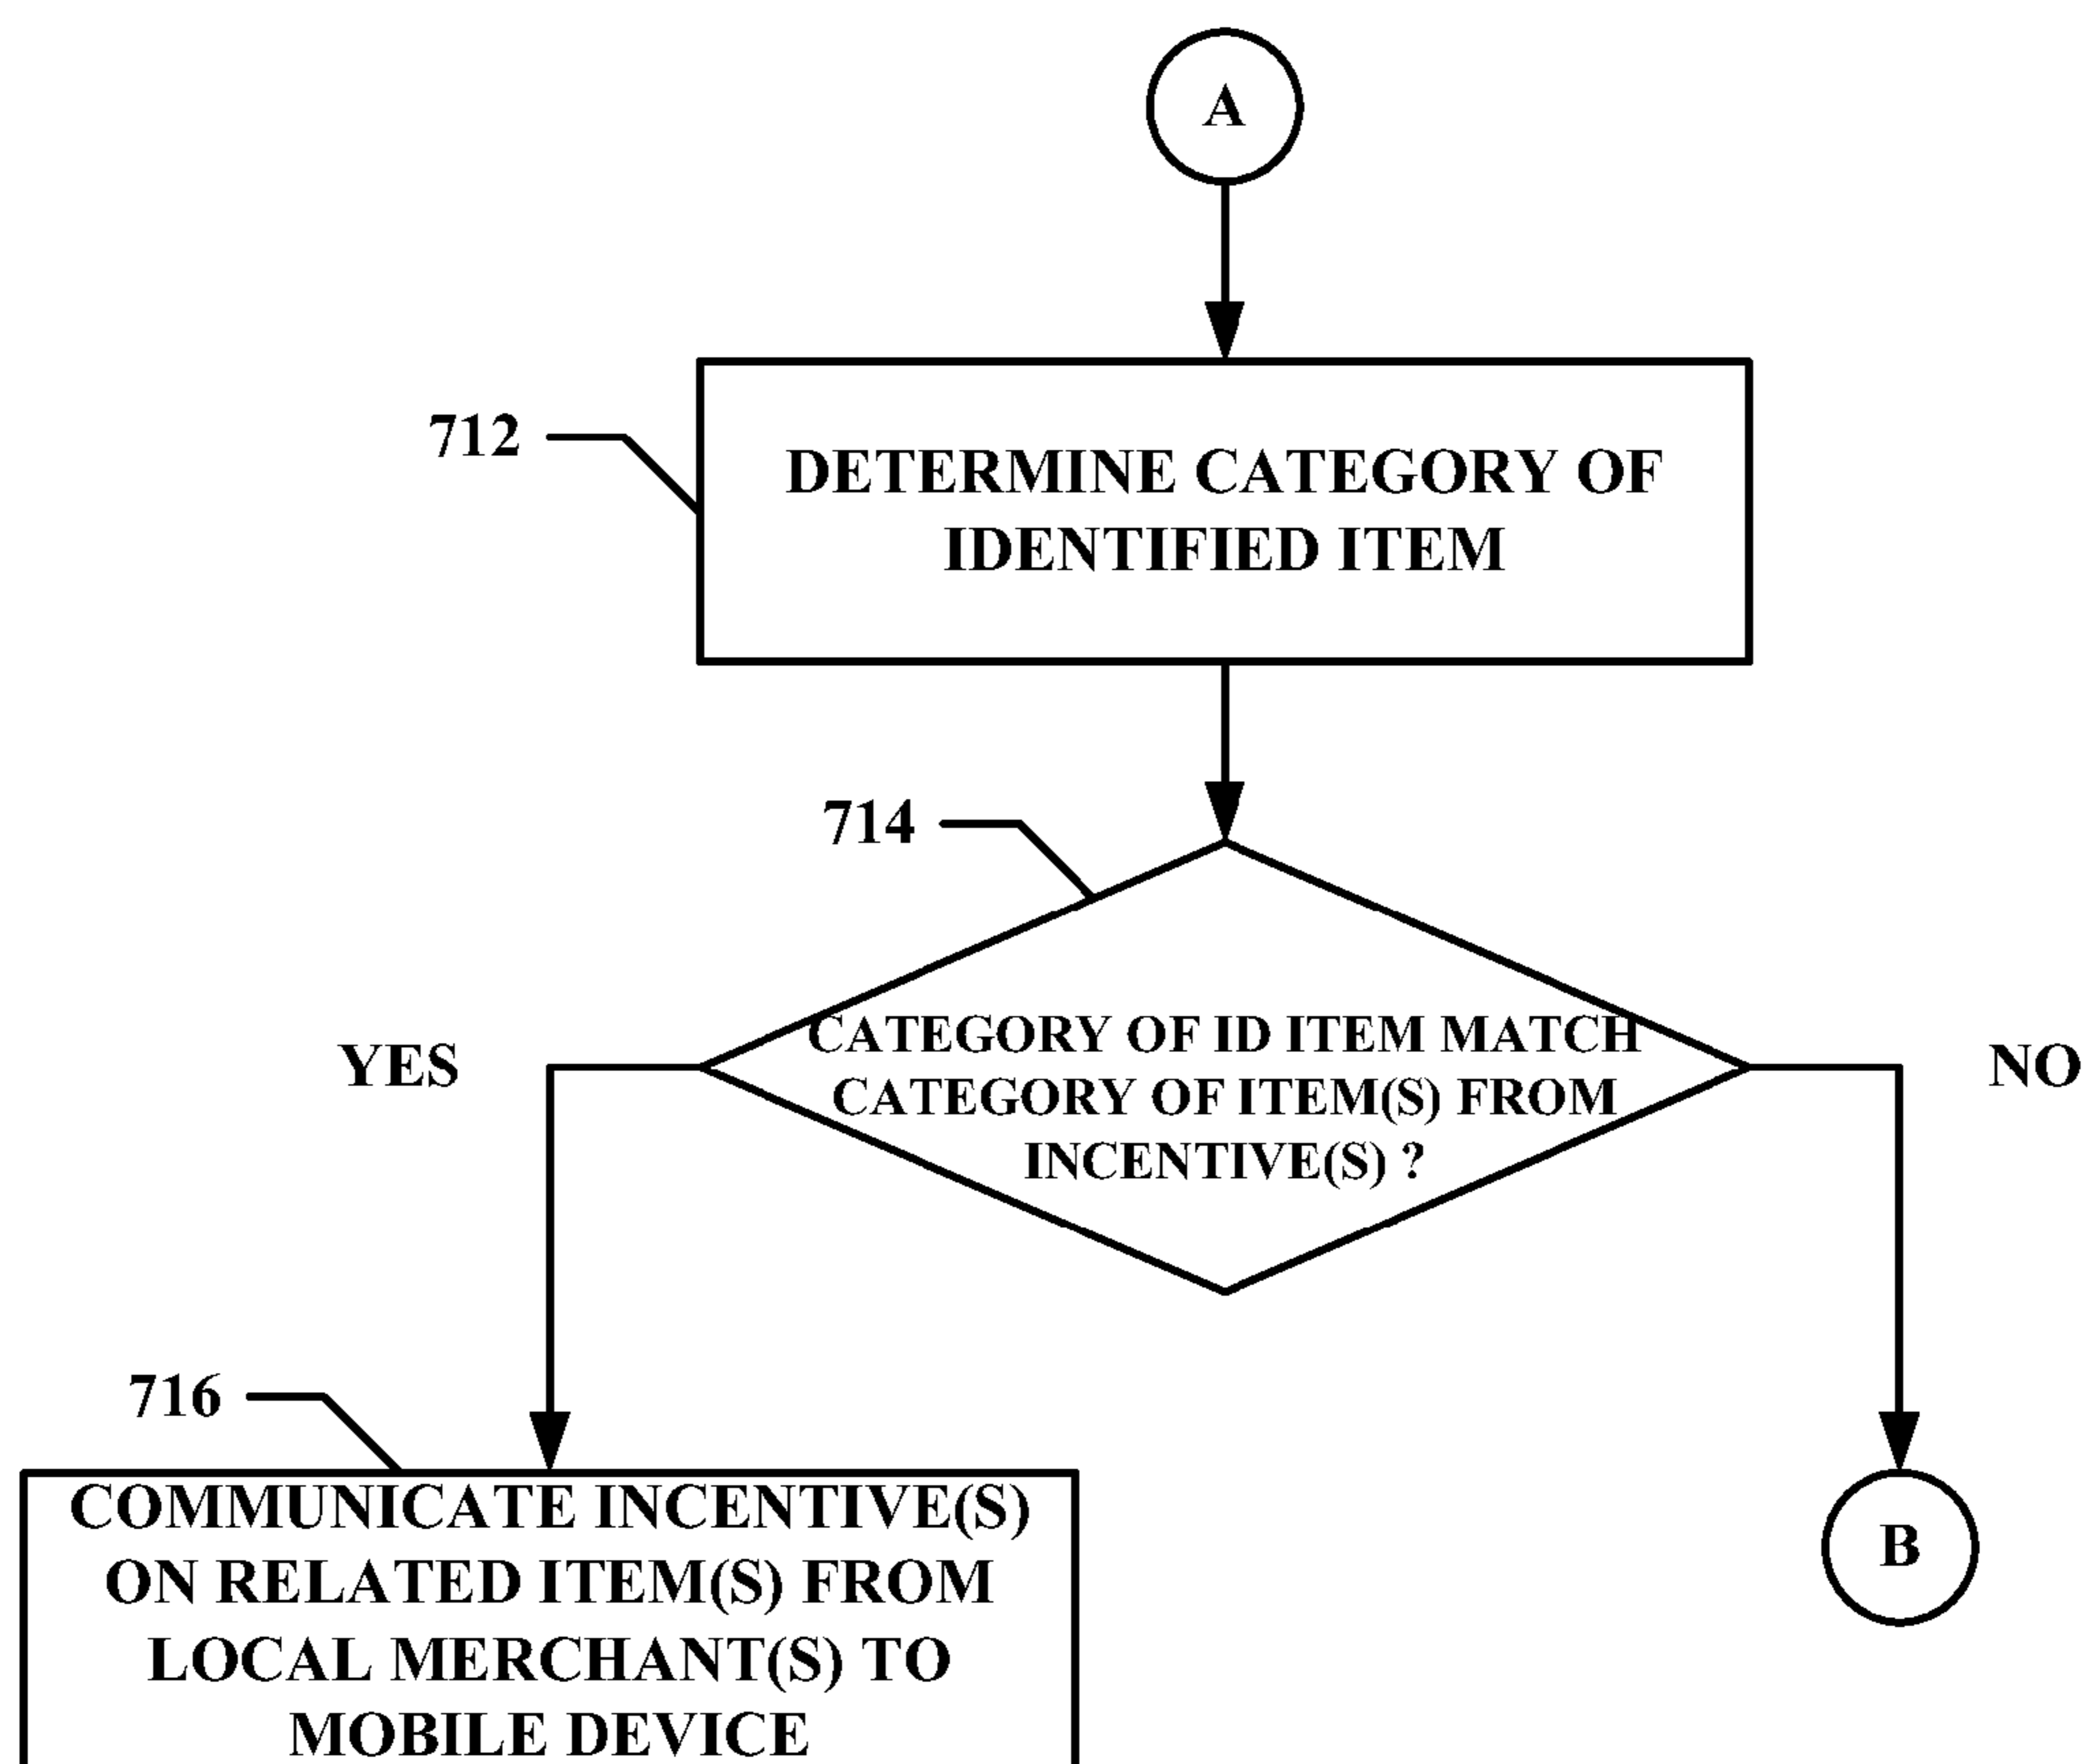 A
712
DETERMINE CATEGORY OF
IDENTIFIED ITEM
714
CATEGORY OF ID ITEM MATCH
CATEGORY OF ITEM(S) FROM
INCENTIVE(S) ?
YES
NO
716
COMMUNICATE INCENTIVE(S)
ON RELATED ITEM(S) FROM
LOCAL MERCHANT(S) TO
MOBILE DEVICE
B